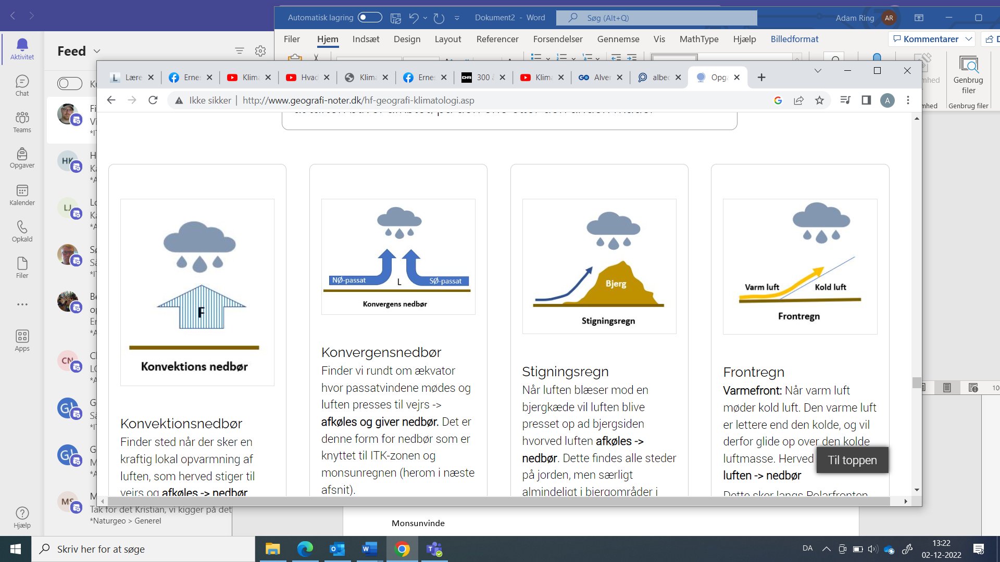 Automatisk lagring
Dokument2 - Word
Søg (Alt+Q)
Adam Ring
AR
Filer
Hjem
Indsæt
Design
Layout
Referencer
Forsendelser
Gennemse
Vis
MathType
Hjælp
Billedformat
Kommentarer
Genbrug
filer
Genbrug filer
Aktivitet
Chat
Teams
Opgaver
Kalender
Opkald
Filer
Apps
Hjælp
Feed
HK
LJ
CN
GJ
GJ
MS
Tak for det Kristian, vi kigger på det
*Naturgeo > Generel
Lære
Ernes
Klima
Hvad
Klima
Ernes
300 å
Klima
Alver
albed
Opga
Ikke sikker
http://www.geografi-noter.dk/hf-geografi-klimatologi.asp
A
F
Konvektions nedbør
Konvektionsnedbør
Finder sted når der sker en
kraftig lokal opvarmning af
luften, som herved stiger til
vejrs og afkøles -> nedbør
NØ-passat
L
SØ-passat
Konvergens nedbør
Konvergensnedbør
Finder vi rundt om ækvator
hvor passatvindene mødes og
luften presses til vejrs ->
afkøles og giver nedbør. Det er
denne form for nedbør som er
knyttet til ITK-zonen og
monsunregnen (herom i næste
afsnit).
Bjerg
Stigningsregn
Stigningsregn
Når luften blæser mod en
bjergkæde vil luften blive
presset op ad bjergsiden
hvorved luften afkøles ->
nedbør. Dette findes alle steder
på jorden, men særligt
almindeligt i bjergområder i
Varm luft
Kold luft
Frontregn
Frontregn
Varmefront: Når varm luft
møder kold luft. Den varme luft
er lettere end den kolde, og vil
derfor glide op over den kolde
luftmasse. Herved
luften -> nedbør
Dette sker langs Polarfronten
Til toppen
Monsunvinde
Skriv her for at søge
DA
13:22
02-12-2022